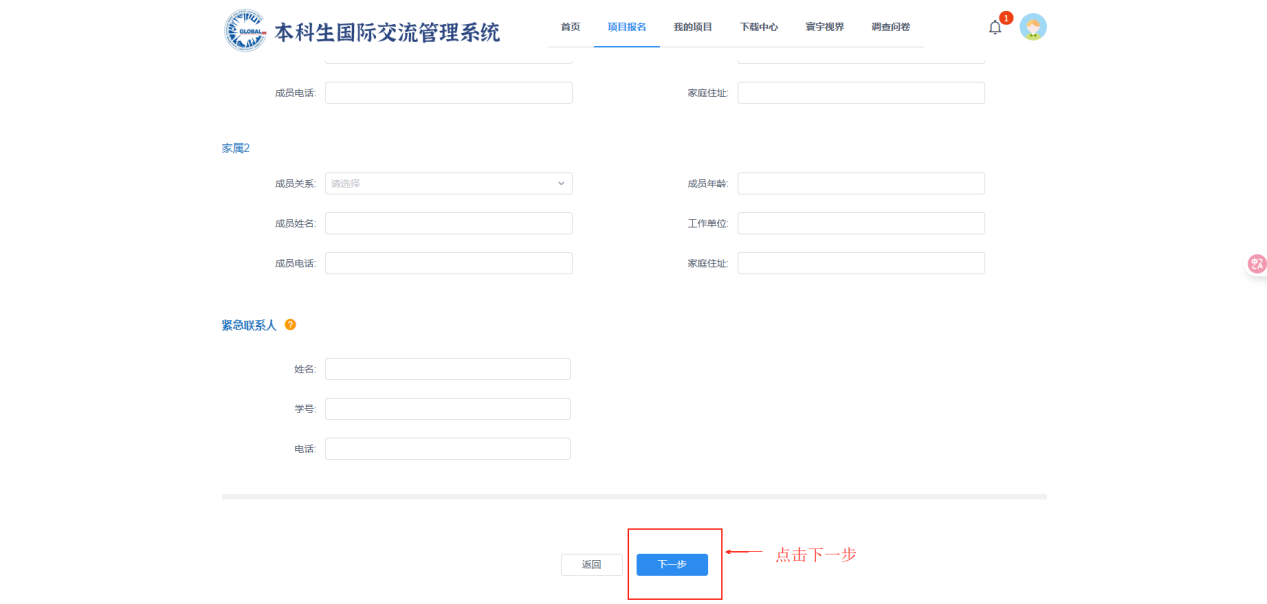 GLOBAL
本科生国际交流管理系统
首页 项目报名 我的项目 下载中心 寰宇视界 调查问卷
1
成员电话: 家庭住址:
家属2
成员关系: 请选择 成员年龄:
成员姓名: 工作单位:
成员电话: 家庭住址:
紧急联系人 ?
姓名:
学号:
电话:
返回 下一步 点击下一步